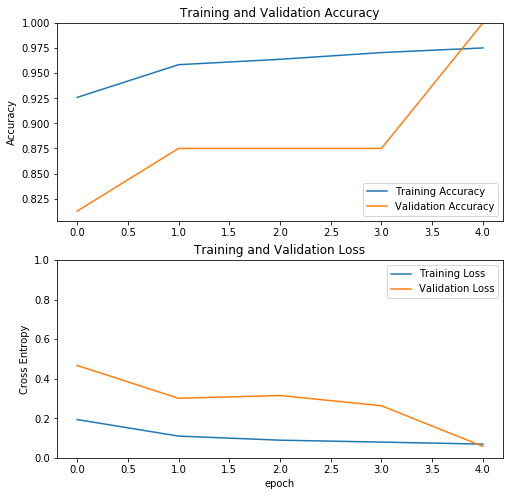 Training and Validation Accuracy
1.000
0.975
0.950
0.925
0.900
0.875
0.850
0.825
Accuracy
Training Accuracy
Validation Accuracy
0.0 0.5 1.0 1.5 2.0 2.5 3.0 3.5 4.0
Training and Validation Loss
1.0
0.8
0.6
0.4
0.2
0.0
Cross Entropy
Training Loss
Validation Loss
0.0 0.5 1.0 1.5 2.0 2.5 3.0 3.5 4.0
epoch